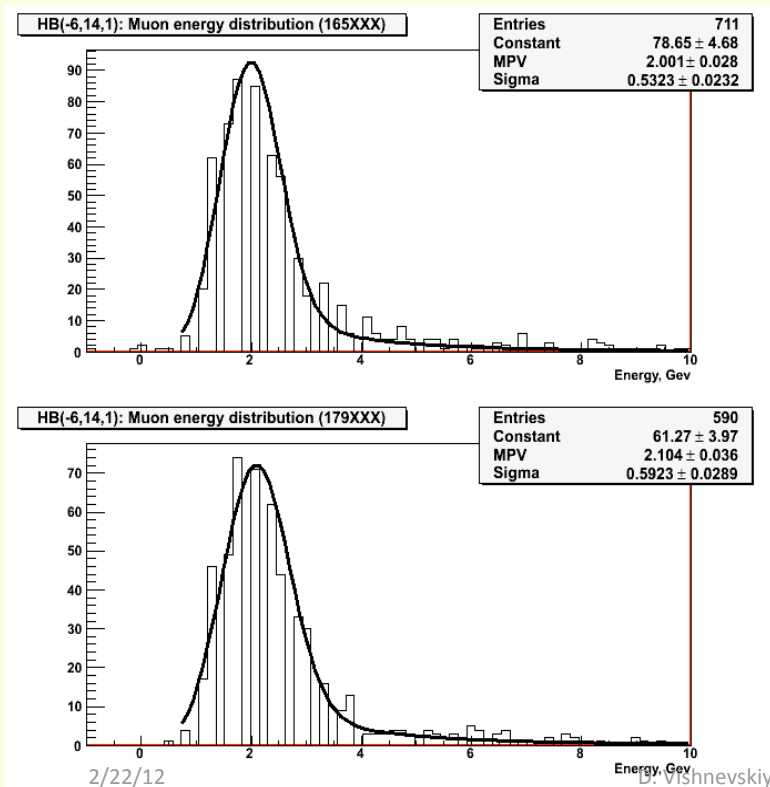 HB(-6,14,1): Muon energy distribution (165XXX)
Entries 711
Constant 78.65 ± 4.68
MPV 2.001± 0.028
Sigma 0.5323 ± 0.0232
90
80
70
60
50
40
30
20
10
0
0 2 4 6 8 10
Energy, Gev
HB(-6,14,1): Muon energy distribution (179XXX)
Entries 590
Constant 61.27 ± 3.97
MPV 2.104 ± 0.036
Sigma 0.5923 ± 0.0289
70
60
50
40
30
20
10
0
0 2 4 6 8 10
Energy, Gev
2/22/12 D. Vishnevskiy